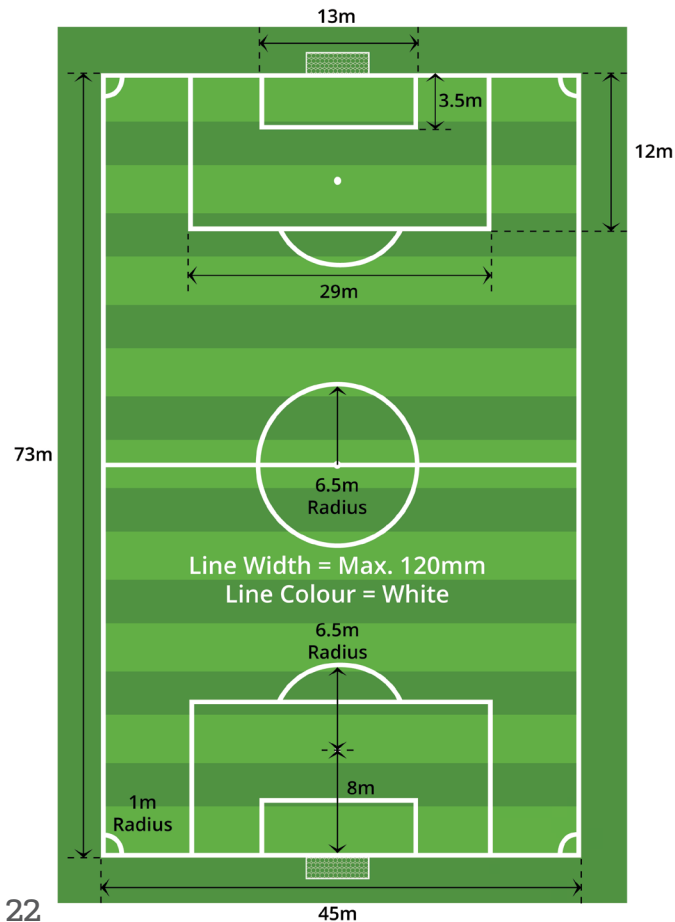 13m
3.5m
12m
29m
73m
6.5m
Radius
Line Width = Max. 120mm
Line Colour = White
6.5m
Radius
8m
1m
Radius
22
45m